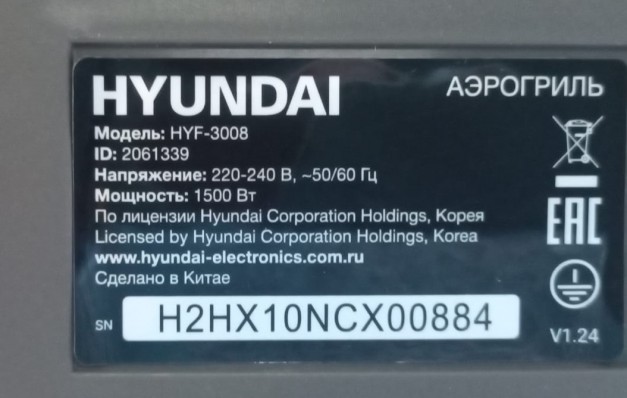 HYUNDAI
АЭРОГРИЛЬ
Модель: HYF-3008
ID: 2061339
Напряжение: 220-240 В, ~50/60 Гц
Мощность: 1500 Вт
По лицензии Hyundai Corporation Holdings, Корея
Licensed by Hyundai Corporation Holdings, Korea
www.hyundai-electronics.com.ru
Сделано в Китае
EAC
SN H2HX10NCX00884
V1.24